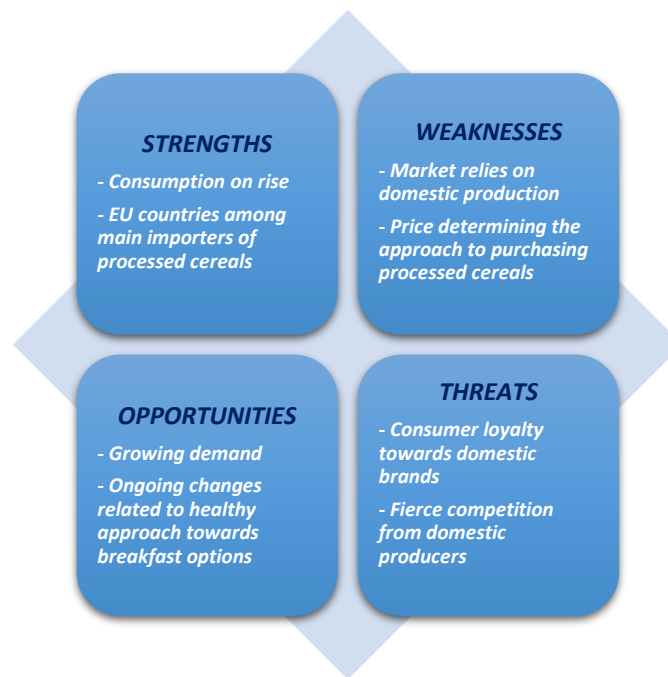 STRENGTHS
- Consumption on rise
- EU countries among
main importers of
processed cereals
WEAKNESSES
- Market relies on
domestic production
- Price determining the
approach to purchasing
processed cereals
OPPORTUNITIES
- Growing demand
- Ongoing changes
related to healthy
approach towards
breakfast options
THREATS
- Consumer loyalty
towards domestic
brands
- Fierce competition
from domestic
producers